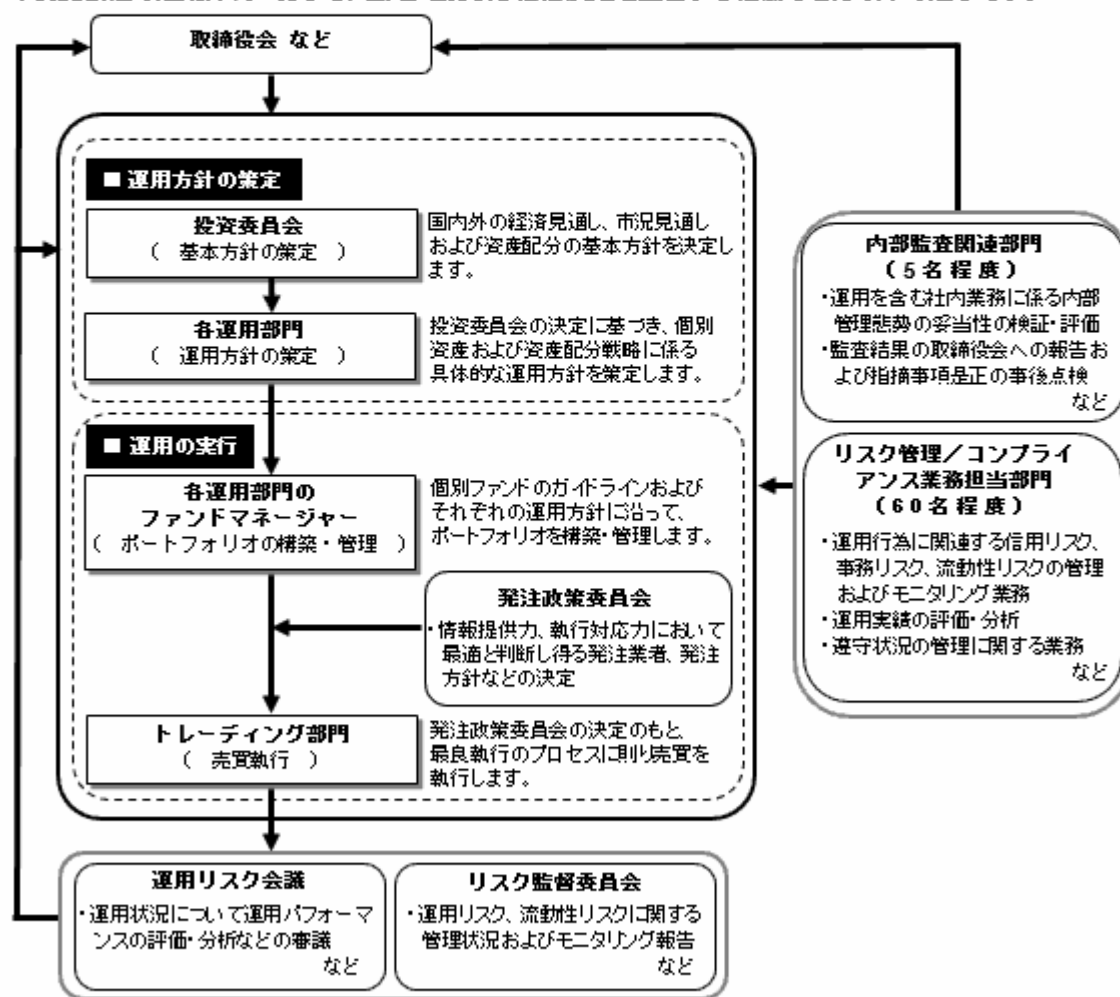 取締役会 など
■ 運用方針の策定
投資委員会
( 基本方針の策定 )
国内外の経済見通し、市況見通し
および資産配分の基本方針を決定し
ます。
各運用部門
( 運用方針の策定 )
投資委員会の決定に基づき、個別
資産および資産配分戦略に係る
具体的な運用方針を策定します。
■ 運用の実行
各運用部門の
ファンドマネージャー
( ポートフォリオの構築・管理 )
個別ファンドのガイドラインおよび
それぞれの運用方針に沿って、
ポートフォリオを構築・管理します。
発注政策委員会
・情報提供力、執行対応力において
最適と判断し得る発注業者、発注
方針などの決定
トレーディング部門
( 売買執行 )
発注政策委員会の決定のもと、
最良執行のプロセスに則り売買を
執行します。
内部監査関連部門
(5名程度)
・運用を含む社内業務に係る内部
管理態勢の妥当性の検証・評価
・監査結果の取締役会への報告お
よび指摘事項是正の事後点検
など
リスク管理/コンプライ
アンス業務担当部門
(60名程度)
・運用行為に関連する信用リスク、
事務リスク、流動性リスクの管理
およびモニタリング業務
・運用実績の評価・分析
・遵守状況の管理に関する業務
など
運用リスク会議
・運用状況について運用パフォーマ
ンスの評価・分析などの審議
など
リスク監督委員会
・運用リスク、流動性リスクに関する
管理状況およびモニタリング報告
など